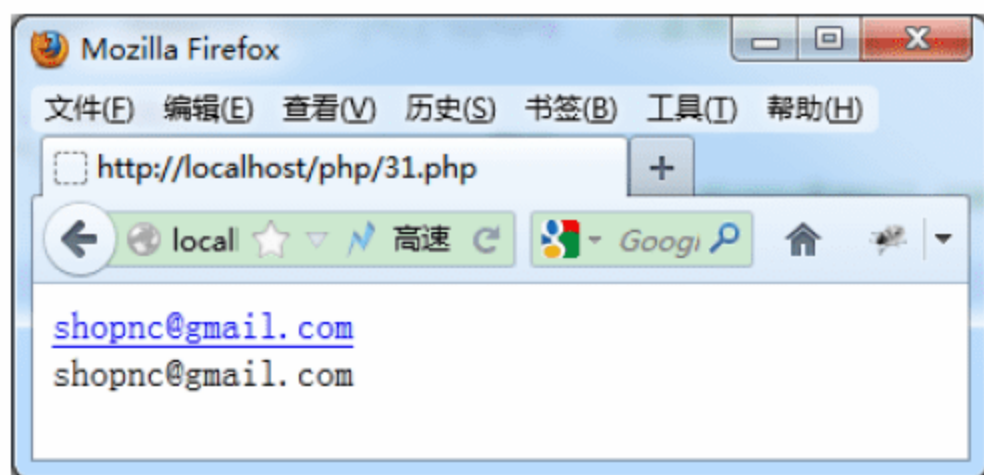 Mozilla Firefox
文件(F) 编辑(E) 查看(V) 历史(S) 书签(B) 工具(T) 帮助(H)
http://localhost/php/31.php
local 高速 Googl
shopnc@gmail.com
shopnc@gmail.com